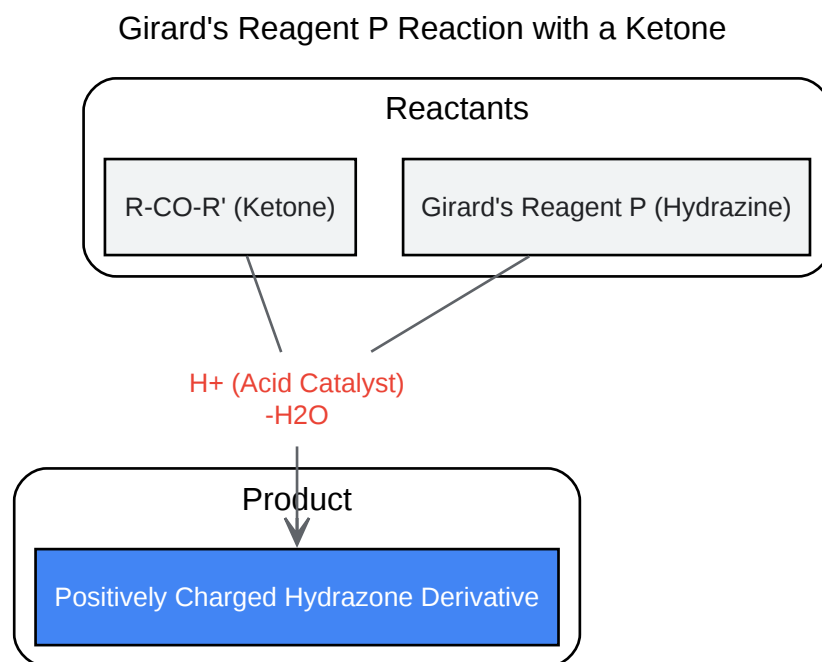 Girard's Reagent P Reaction with a Ketone
Reactants
R-CO-R' (Ketone)
Girard's Reagent P (Hydrazine)
H+ (Acid Catalyst)
-H2O
Product
Positively Charged Hydrazone Derivative